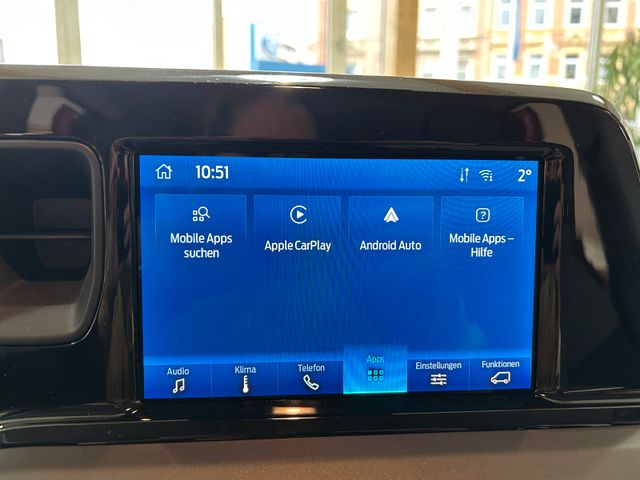 10:51
2°
Mobile Apps
suchen
Apple CarPlay
Android Auto
Mobile Apps –
Hilfe
Audio
Klima
Telefon
Apps
Einstellungen
Funktionen